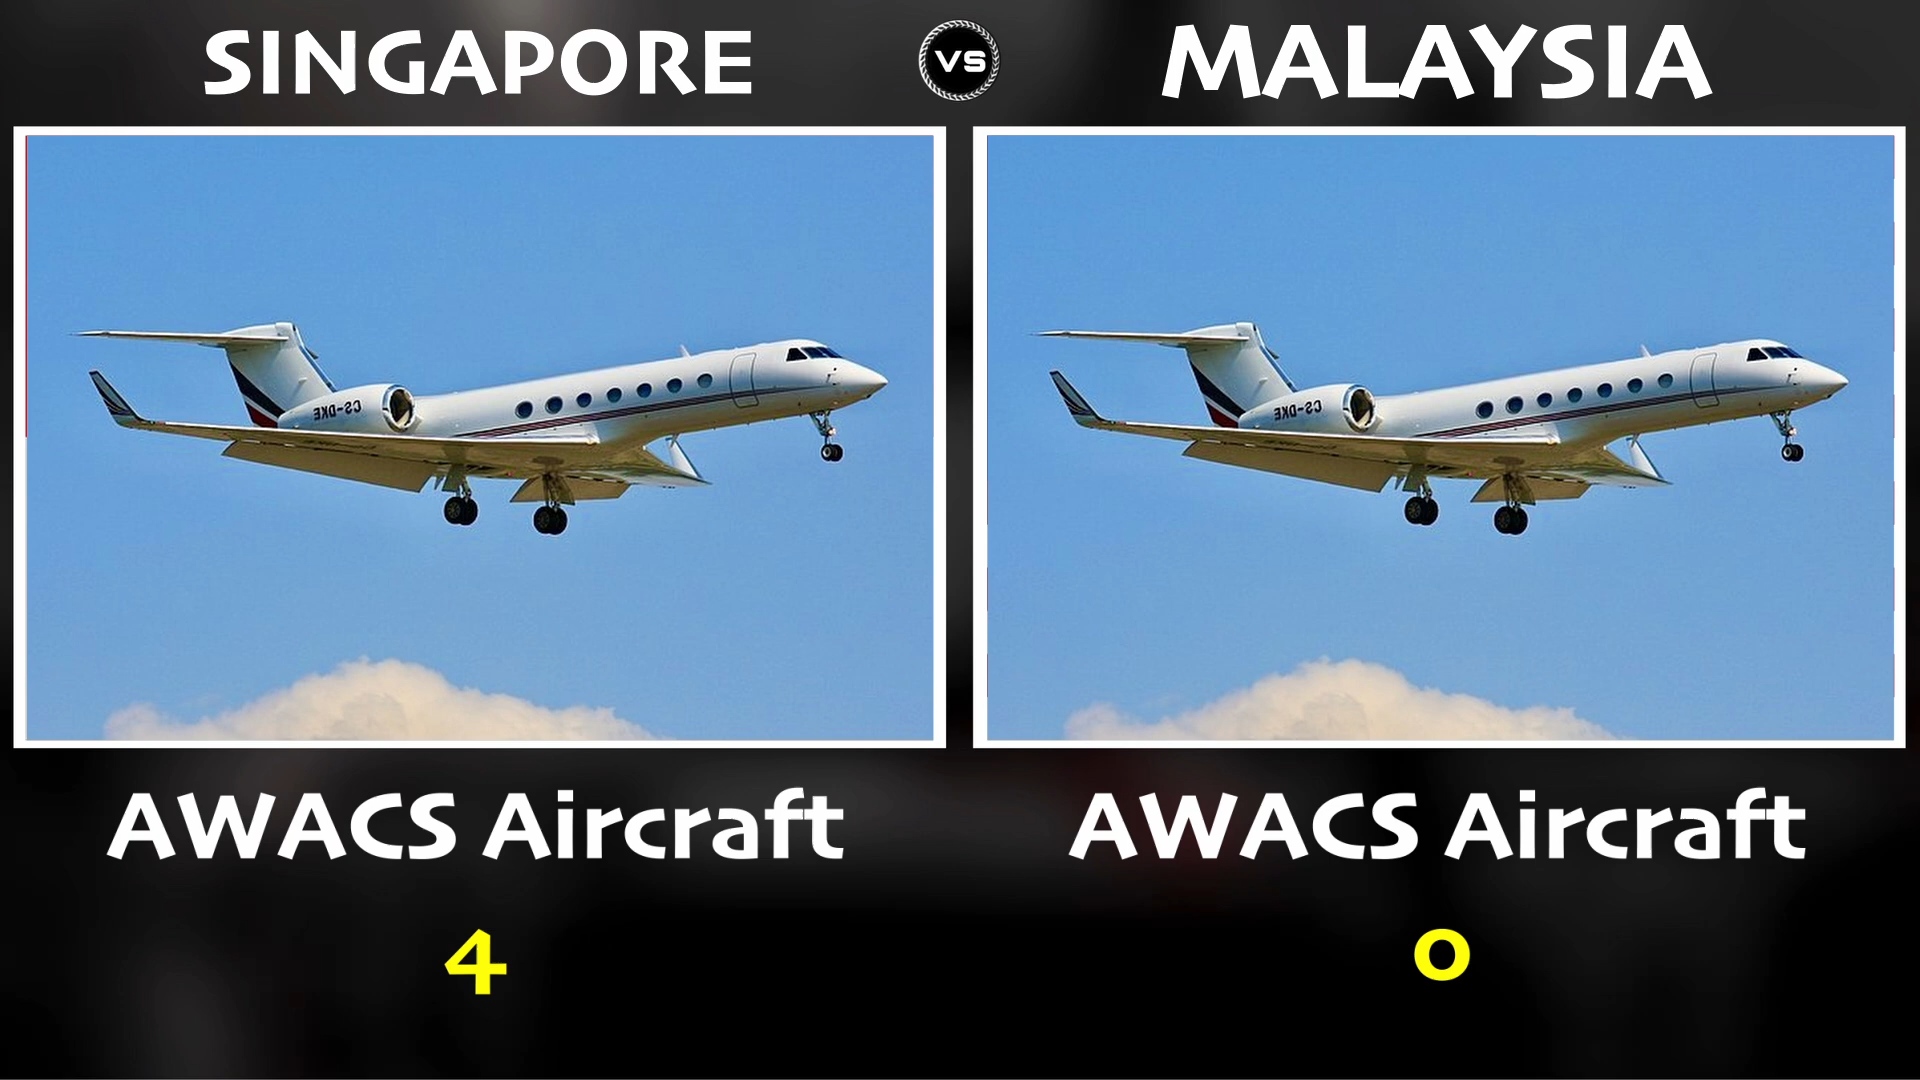 SINGAPORE
VS
MALAYSIA
CS-DKE
CS-DKE
AWACS Aircraft
AWACS Aircraft
4
0